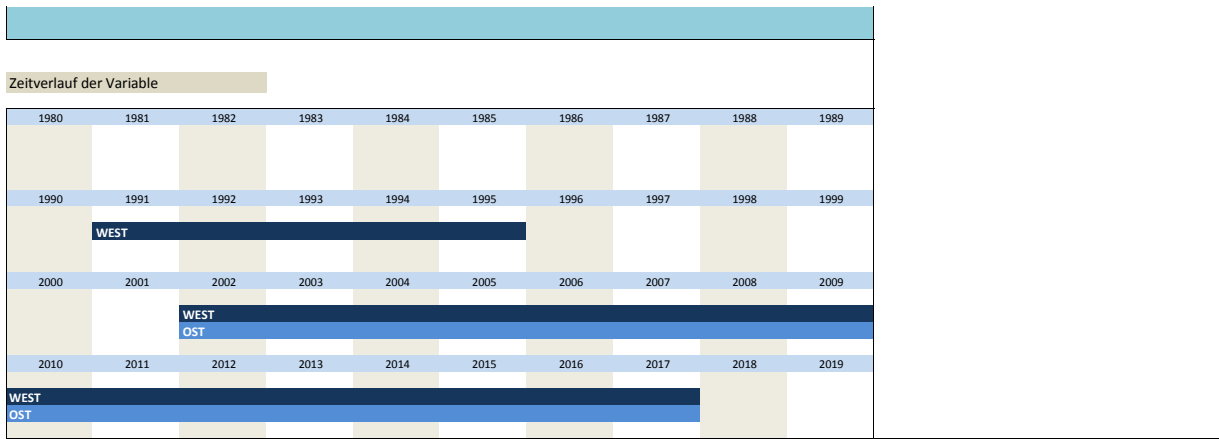 Zeitverlauf der Variable
1980 1981 1982 1983 1984 1985 1986 1987 1988 1989
1990 1991 1992 1993 1994 1995 1996 1997 1998 1999
WEST
2000 2001 2002 2003 2004 2005 2006 2007 2008 2009
WEST
OST
2010 2011 2012 2013 2014 2015 2016 2017 2018 2019
WEST
OST